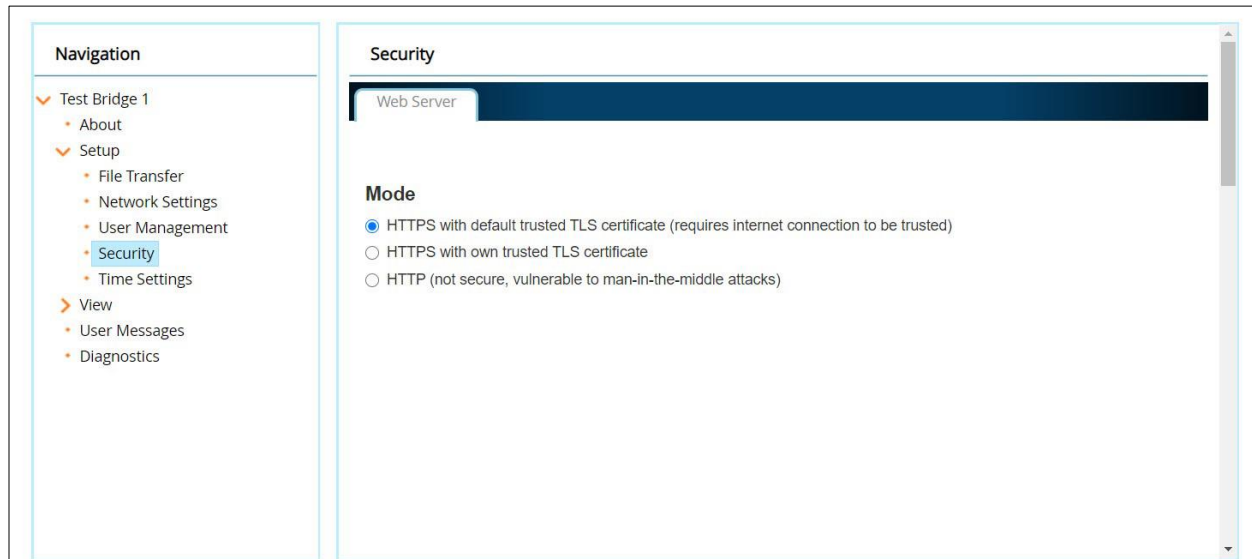 Navigation
Test Bridge 1
About
Setup
File Transfer
Network Settings
User Management
Security
Time Settings
View
User Messages
Diagnostics
Security
Web Server
Mode
HTTPS with default trusted TLS certificate (requires internet connection to be trusted)
HTTPS with own trusted TLS certificate
HTTP (not secure, vulnerable to man-in-the-middle attacks)